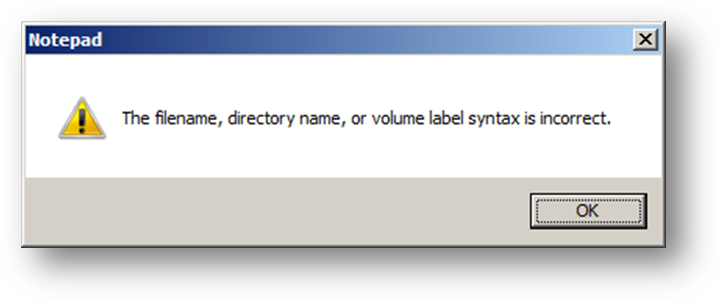 Notepad
The filename, directory name, or volume label syntax is incorrect.
OK